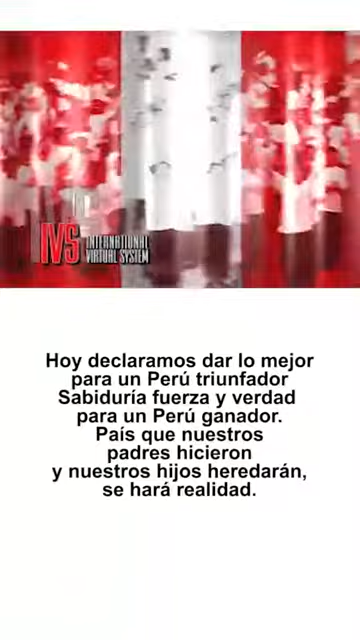 IVS INTERNATIONAL
VIRTUAL SYSTEM
Hoy declaramos dar lo mejor
para un Perú triunfador
Sabiduría fuerza y verdad
para un Perú ganador.
País que nuestros
padres hicieron
y nuestros hijos heredarán,
se hará realidad.